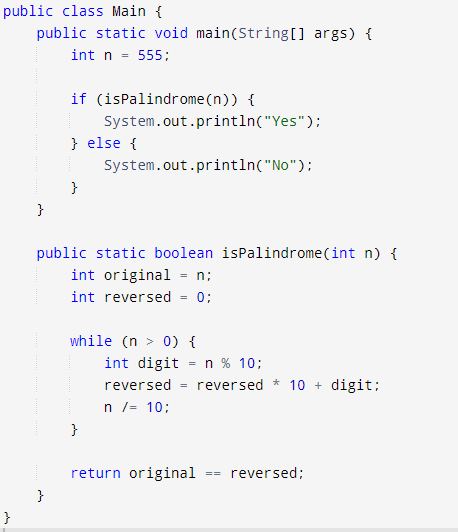 public class Main {
    public static void main(String[] args) {
        int n = 555;

        if (isPalindrome(n)) {
            System.out.println("Yes");
        } else {
            System.out.println("No");
        }
    }

    public static boolean isPalindrome(int n) {
        int original = n;
        int reversed = 0;

        while (n > 0) {
            int digit = n % 10;
            reversed = reversed * 10 + digit;
            n /= 10;
        }

        return original == reversed;
    }
}